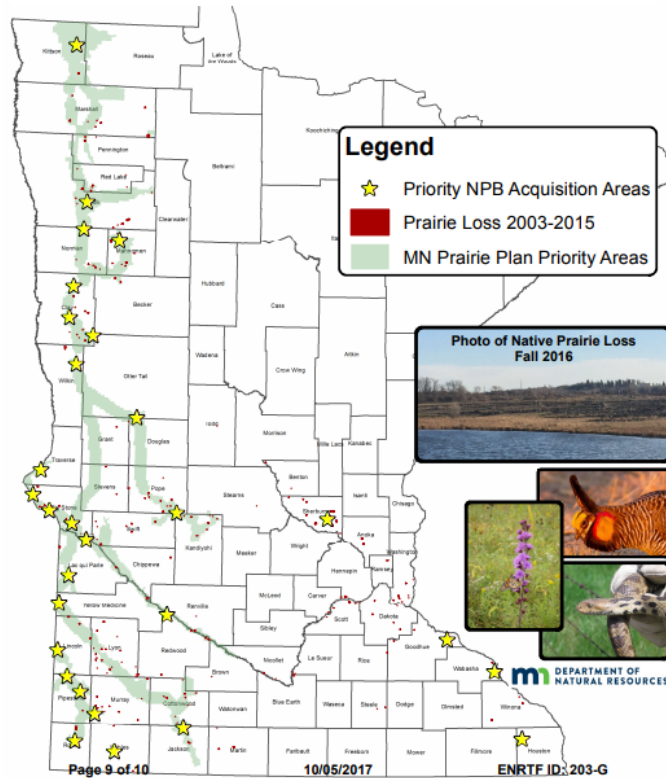 Kittson
Roseau
Lake of
the Woods
Marshall
Koochiching
Pennington
Red Lake
Beltrami
Clearwater
Norman
Mahnomen
Hubbard
Cass
Clay
Becker
Wadena
Crow Wing
Aitkin
Wilkin
Otter Tail
Grant
Douglas
Todd
Morrison
Mille Lacs
Kanabec
Traverse
Stevens
Pope
Stearns
Benton
Isanti
Chisago
Sherburne
Stone
Swift
Kandiyohi
Meeker
Wright
Anoka
Washington
Hennepin
Ramsey
Lac qui Parle
Chippewa
McLeod
Carver
Yellow Medicine
Renville
Scott
Dakota
Sibley
Lincoln
Lyon
Redwood
Nicollet
Le Sueur
Rice
Goodhue
Wabasha
Brown
Murray
Cottonwood
Watonwan
Blue Earth
Waseca
Steele
Dodge
Olmsted
Winona
Jackson
Martin
Faribault
Freeborn
Mower
Fillmore
Houston
Legend
Priority NPB Acquisition Areas
Prairie Loss 2003-2015
MN Prairie Plan Priority Areas
Photo of Native Prairie Loss
Fall 2016
DEPARTMENT OF
NATURAL RESOURCES
Page 9 of 10
10/05/2017
ENRTF ID: 203-G